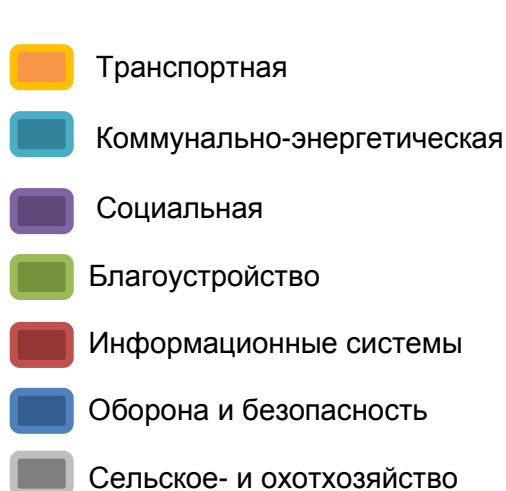 Транспортная
Коммунально-энергетическая
Социальная
Благоустройство
Информационные системы
Оборона и безопасность
Сельское- и охотхозяйство